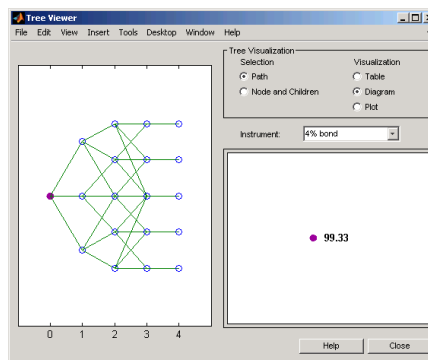 Tree Viewer
File Edit View Insert Tools Desktop Window Help
Tree Visualization
Selection
Visualization
Path
Table
Node and Children
Diagram
Plot
Instrument:
4% bond
99.33
0 1 2 3 4
Help
Close